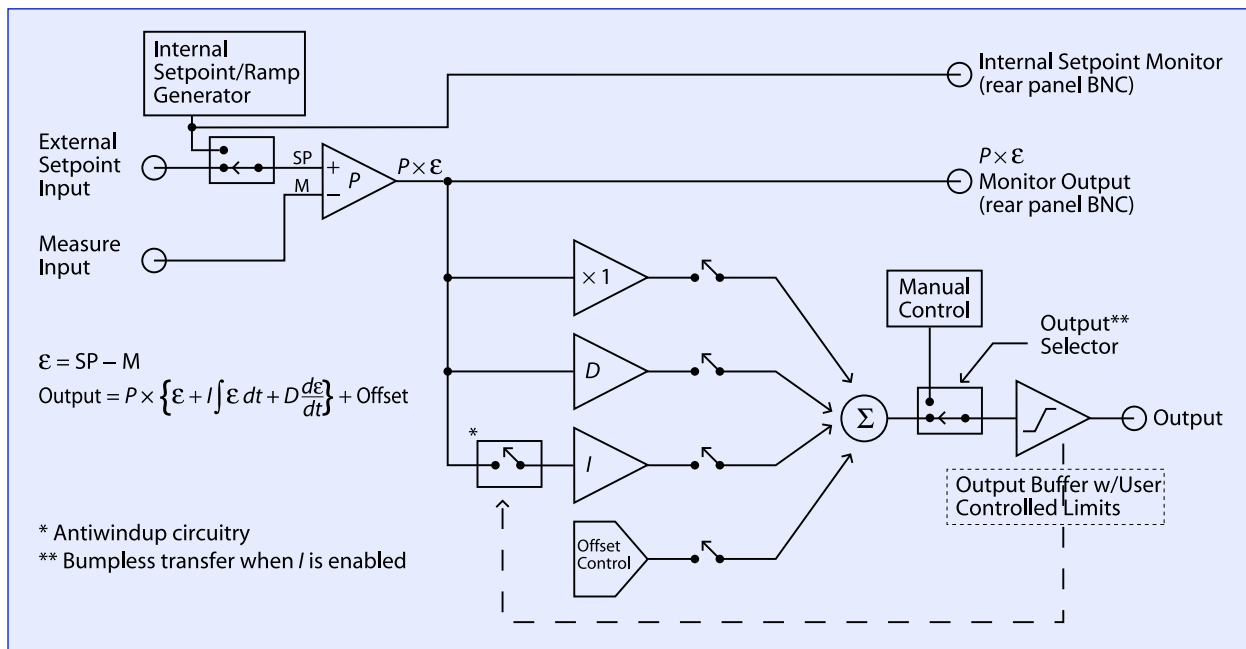 Internal
Setpoint/Ramp
Generator
Internal Setpoint Monitor
(rear panel BNC)
External
Setpoint
Input
SP
+
P
M
−
P × ε
P × ε
Monitor Output
(rear panel BNC)
Measure
Input
× 1
Manual
Control
Output**
Selector
ε = SP – M
Output = P × {ε + I∫ε dt + D dε/dt} + Offset
D
Σ
Output
*
I
Output Buffer w/User
Controlled Limits
Offset
Control
* Antiwindup circuitry
** Bumpless transfer when I is enabled